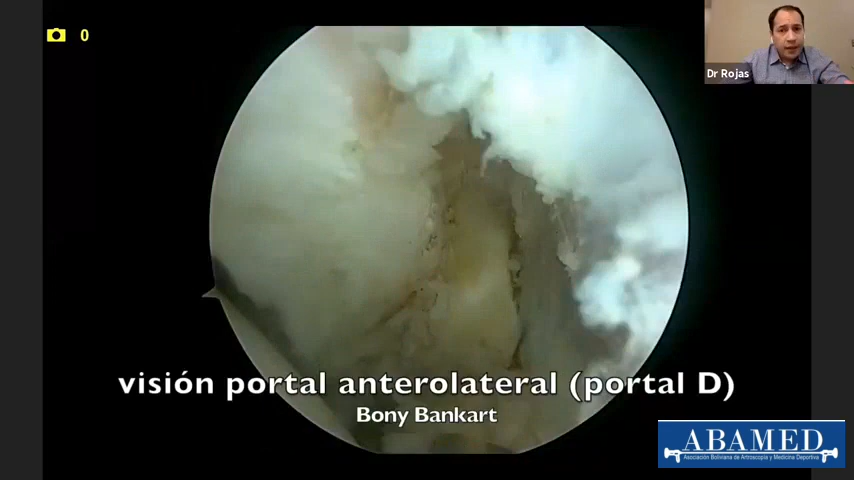 0
Dr Rojas
visión portal anterolateral (portal D)
Bony Bankart
ABAMED
Asociación Boliviana de Artroscopia y Medicina Deportiva